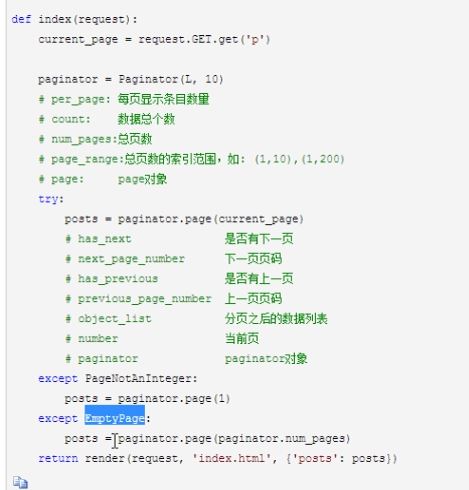 def index(request):
    current_page = request.GET.get('p')

    paginator = Paginator(L, 10)
    # per_page: 每页显示条目数量
    # count:    数据总个数
    # num_pages:总页数
    # page_range:总页数的索引范围，如: (1,10),(1,200)
    # page:     page对象
    try:
        posts = paginator.page(current_page)
        # has_next              是否有下一页
        # next_page_number      下一页页码
        # has_previous          是否有上一页
        # previous_page_number  上一页页码
        # object_list           分页之后的数据列表
        # number                当前页
        # paginator             paginator对象
    except PageNotAnInteger:
        posts = paginator.page(1)
    except EmptyPage:
        posts = paginator.page(paginator.num_pages)
    return render(request, 'index.html', {'posts': posts})